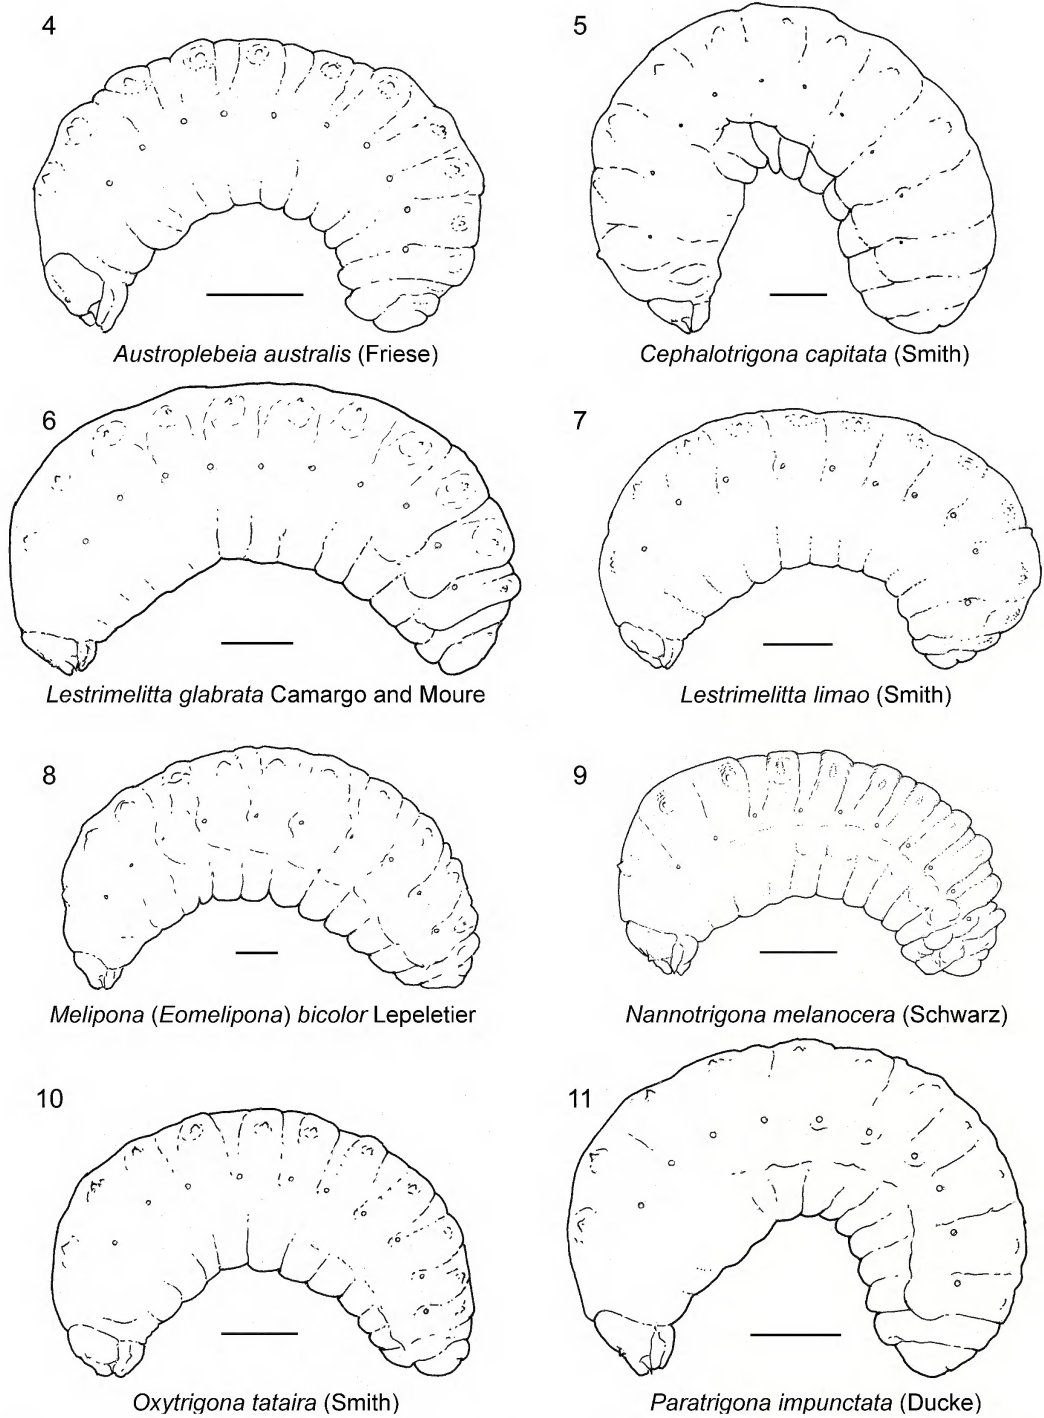 4
5
Austroplebeia australis (Friese)
Cephalotrigona capitata (Smith)
6
7
Lestrimelitta glabrata Camargo and Moure
Lestrimelitta limao (Smith)
8
9
Melipona (Eomelipona) bicolor Lepeletier
Nannotrigona melanocera (Schwarz)
10
11
Oxytrigona tataira (Smith)
Paratrigona impunctata (Ducke)